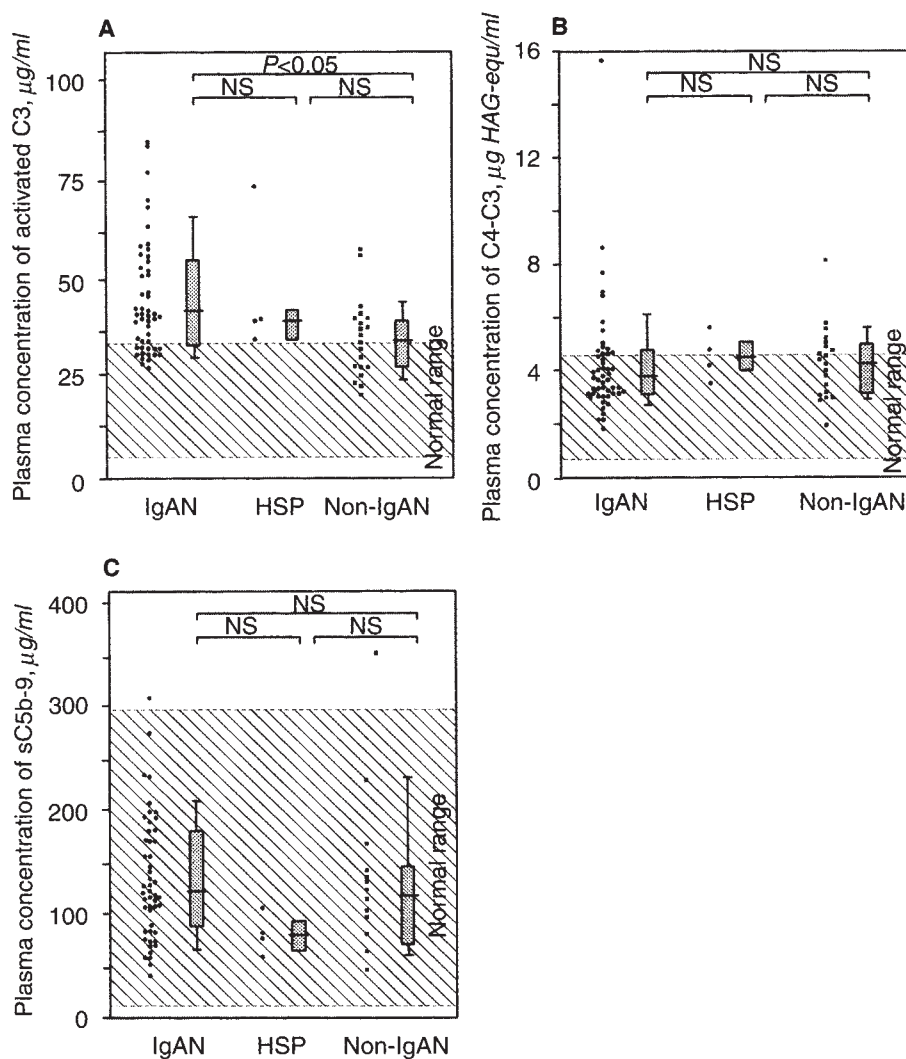 A
Plasma concentration of activated C3, µg/ml
100
75
50
25
0
P<0.05
NS
NS
Normal range
IgAN
HSP
Non-IgAN
B
Plasma concentration of C4-C3, µg HAG-equ/ml
16
12
8
4
0
NS
NS
NS
Normal range
IgAN
HSP
Non-IgAN
C
Plasma concentration of sC5b-9, µg/ml
400
300
200
100
0
NS
NS
NS
Normal range
IgAN
HSP
Non-IgAN